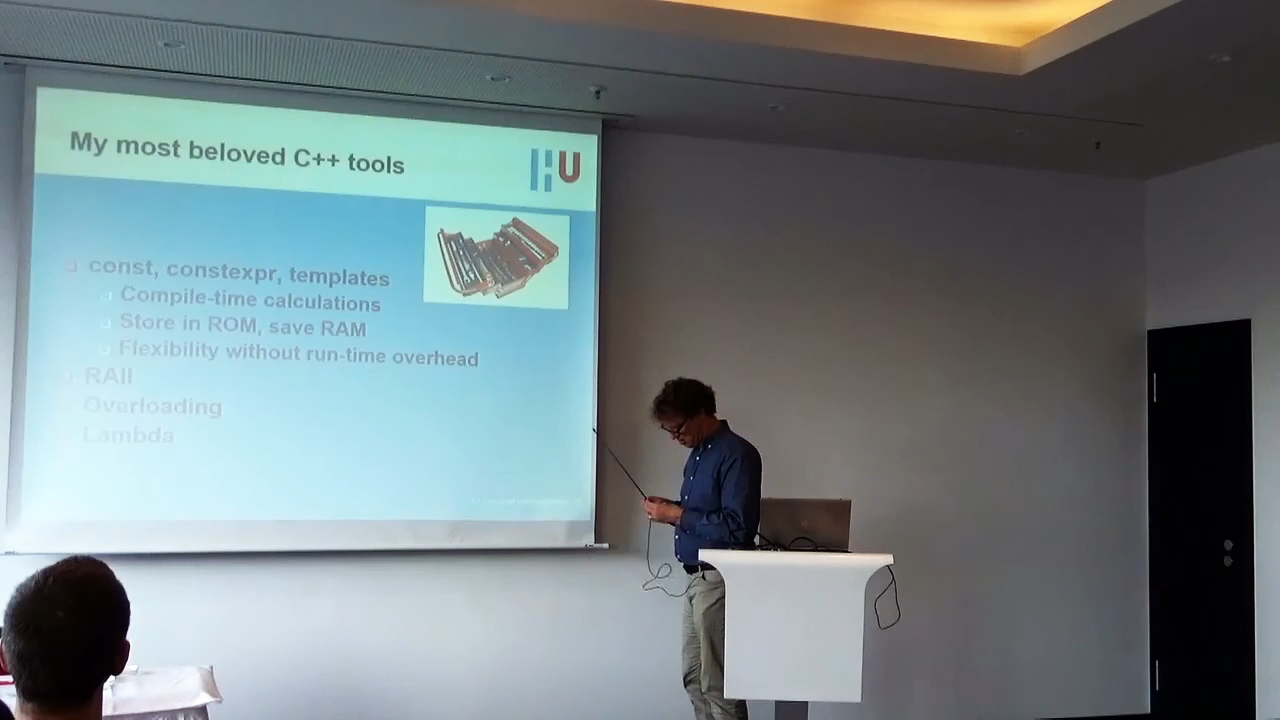 My most beloved C++ tools
HU
const, constexpr, templates
Compile-time calculations
Store in ROM, save RAM
Flexibility without run-time overhead
RAII
Overloading
Lambda